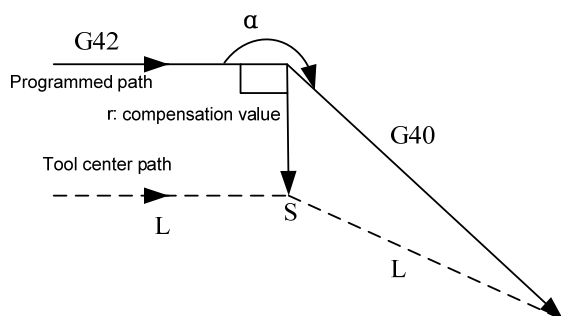 α
G42
Programmed path
r: compensation value
G40
Tool center path
L
S
L